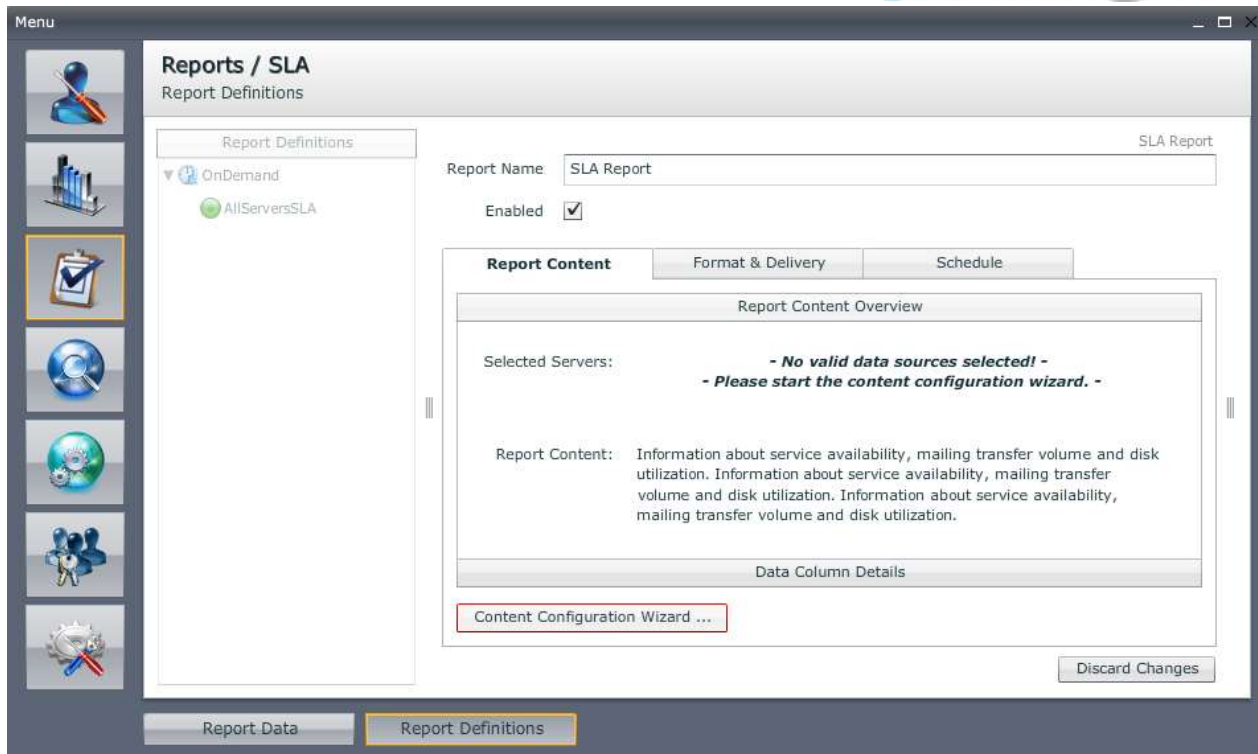 Menu
Reports / SLA
Report Definitions
Report Definitions
OnDemand
AllServersSLA
SLA Report
Report Name
SLA Report
Enabled
Report Content
Format & Delivery
Schedule
Report Content Overview
Selected Servers:
- No valid data sources selected! -
- Please start the content configuration wizard. -
Report Content:
Information about service availability, mailing transfer volume and disk
utilization. Information about service availability, mailing transfer
volume and disk utilization. Information about service availability,
mailing transfer volume and disk utilization.
Data Column Details
Content Configuration Wizard ...
Discard Changes
Report Data
Report Definitions